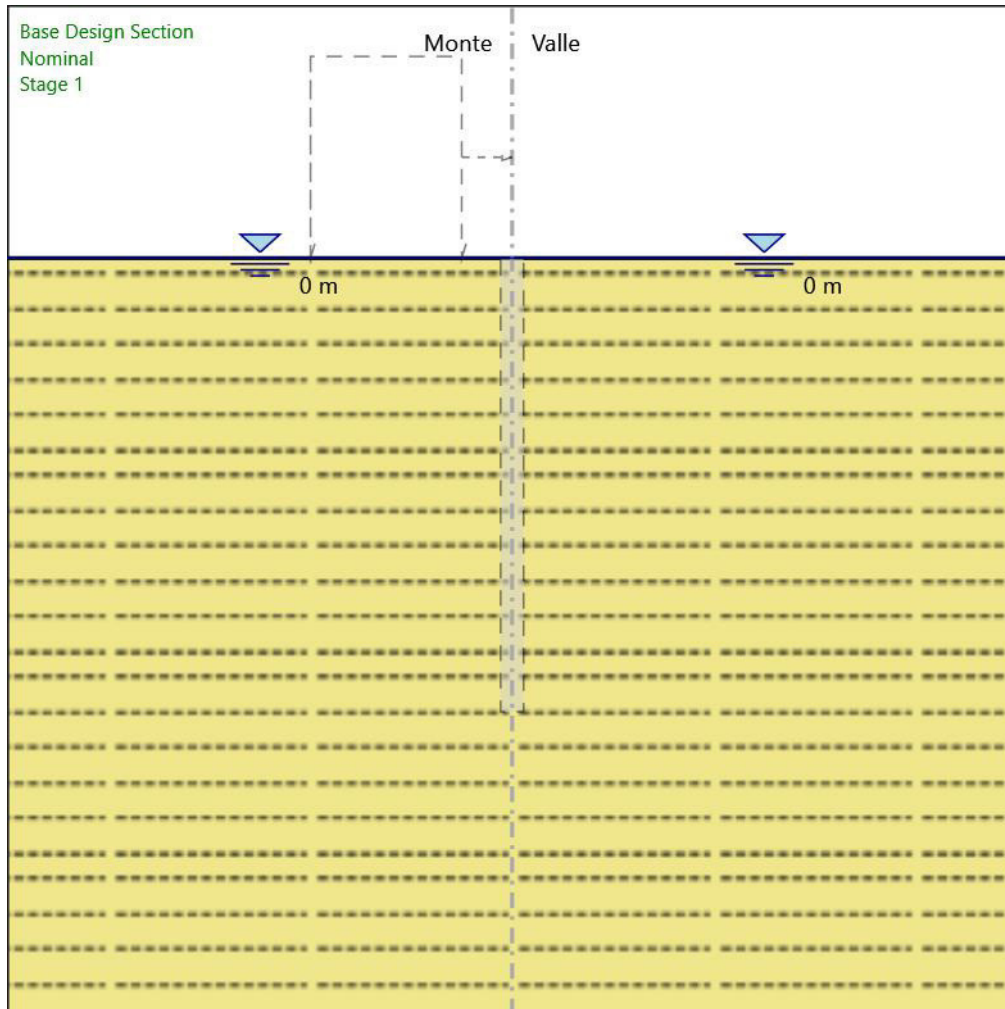 Base Design Section
Nominal
Stage 1
Monte Valle
0 m 0 m